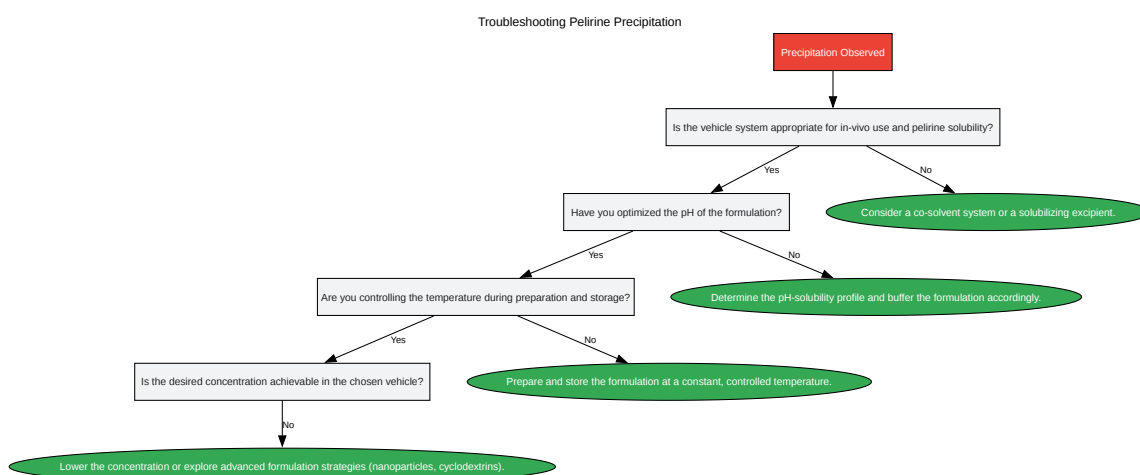 Troubleshooting Pelirine Precipitation
Precipitation Observed
Is the vehicle system appropriate for in-vivo use and pelirine solubility?
Yes
No
Have you optimized the pH of the formulation?
Consider a co-solvent system or a solubilizing excipient.
Yes
No
Are you controlling the temperature during preparation and storage?
Determine the pH-solubility profile and buffer the formulation accordingly.
Yes
No
Is the desired concentration achievable in the chosen vehicle?
Prepare and store the formulation at a constant, controlled temperature.
No
Lower the concentration or explore advanced formulation strategies (nanoparticles, cyclodextrins).